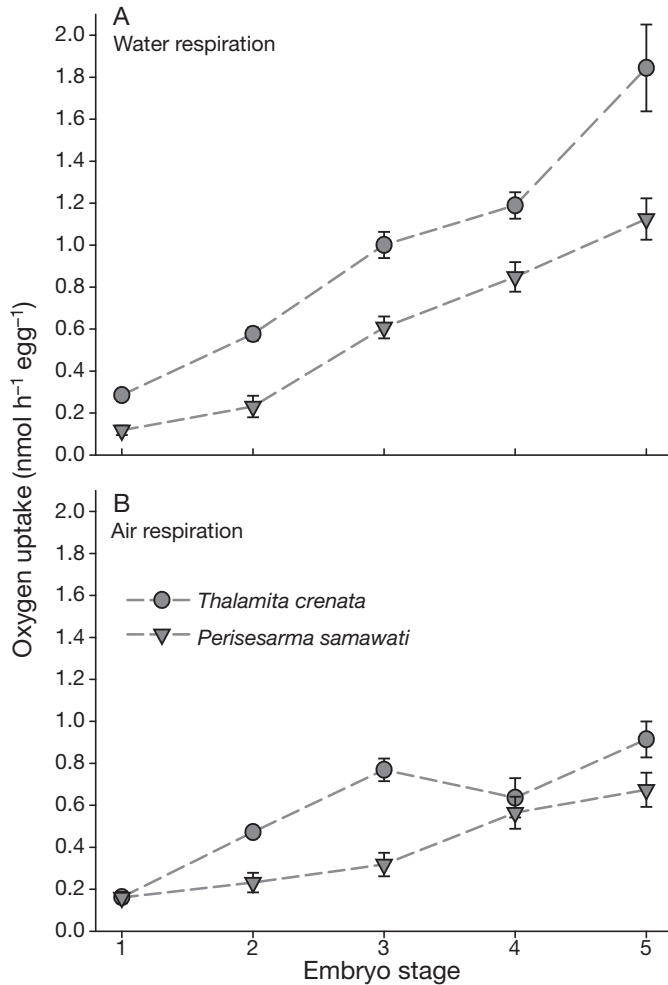 A
Water respiration
2.0
1.8
1.6
1.4
1.2
1.0
0.8
0.6
0.4
0.2
0.0
Oxygen uptake (nmol h⁻¹ egg⁻¹)
B
Air respiration
2.0
1.8
1.6
1.4
1.2
1.0
0.8
0.6
0.4
0.2
0.0
Thalamita crenata
Perisesarma samawati
1 2 3 4 5
Embryo stage